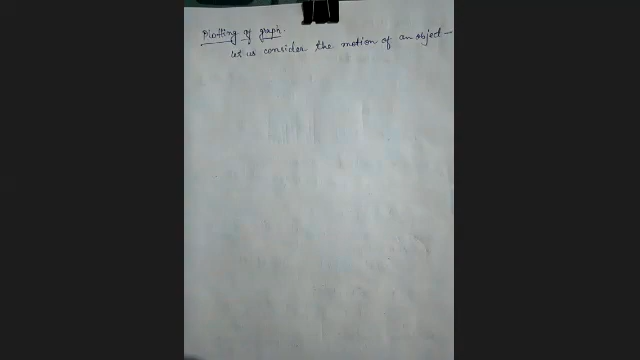 Plotting of graph.
Let us consider the motion of an object -